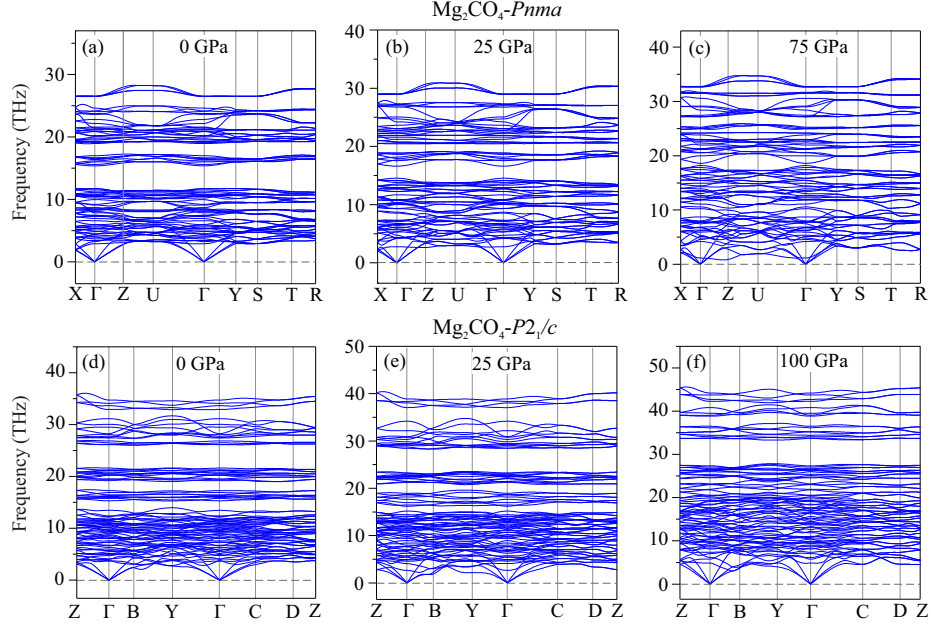 Mg₂CO₄-Pnma
(a) 0 GPa
(b) 25 GPa
(c) 75 GPa
Frequency (THz)
30
20
10
0
X Γ Z U Γ Y S T R
40
30
20
10
0
X Γ Z U Γ Y S T R
40
30
20
10
0
X Γ Z U Γ Y S T R
Mg₂CO₄-P2₁/c
(d) 0 GPa
(e) 25 GPa
(f) 100 GPa
Frequency (THz)
40
30
20
10
0
Z Γ B Y Γ C D Z
50
40
30
20
10
0
Z Γ B Y Γ C D Z
50
40
30
20
10
0
Z Γ B Y Γ C D Z